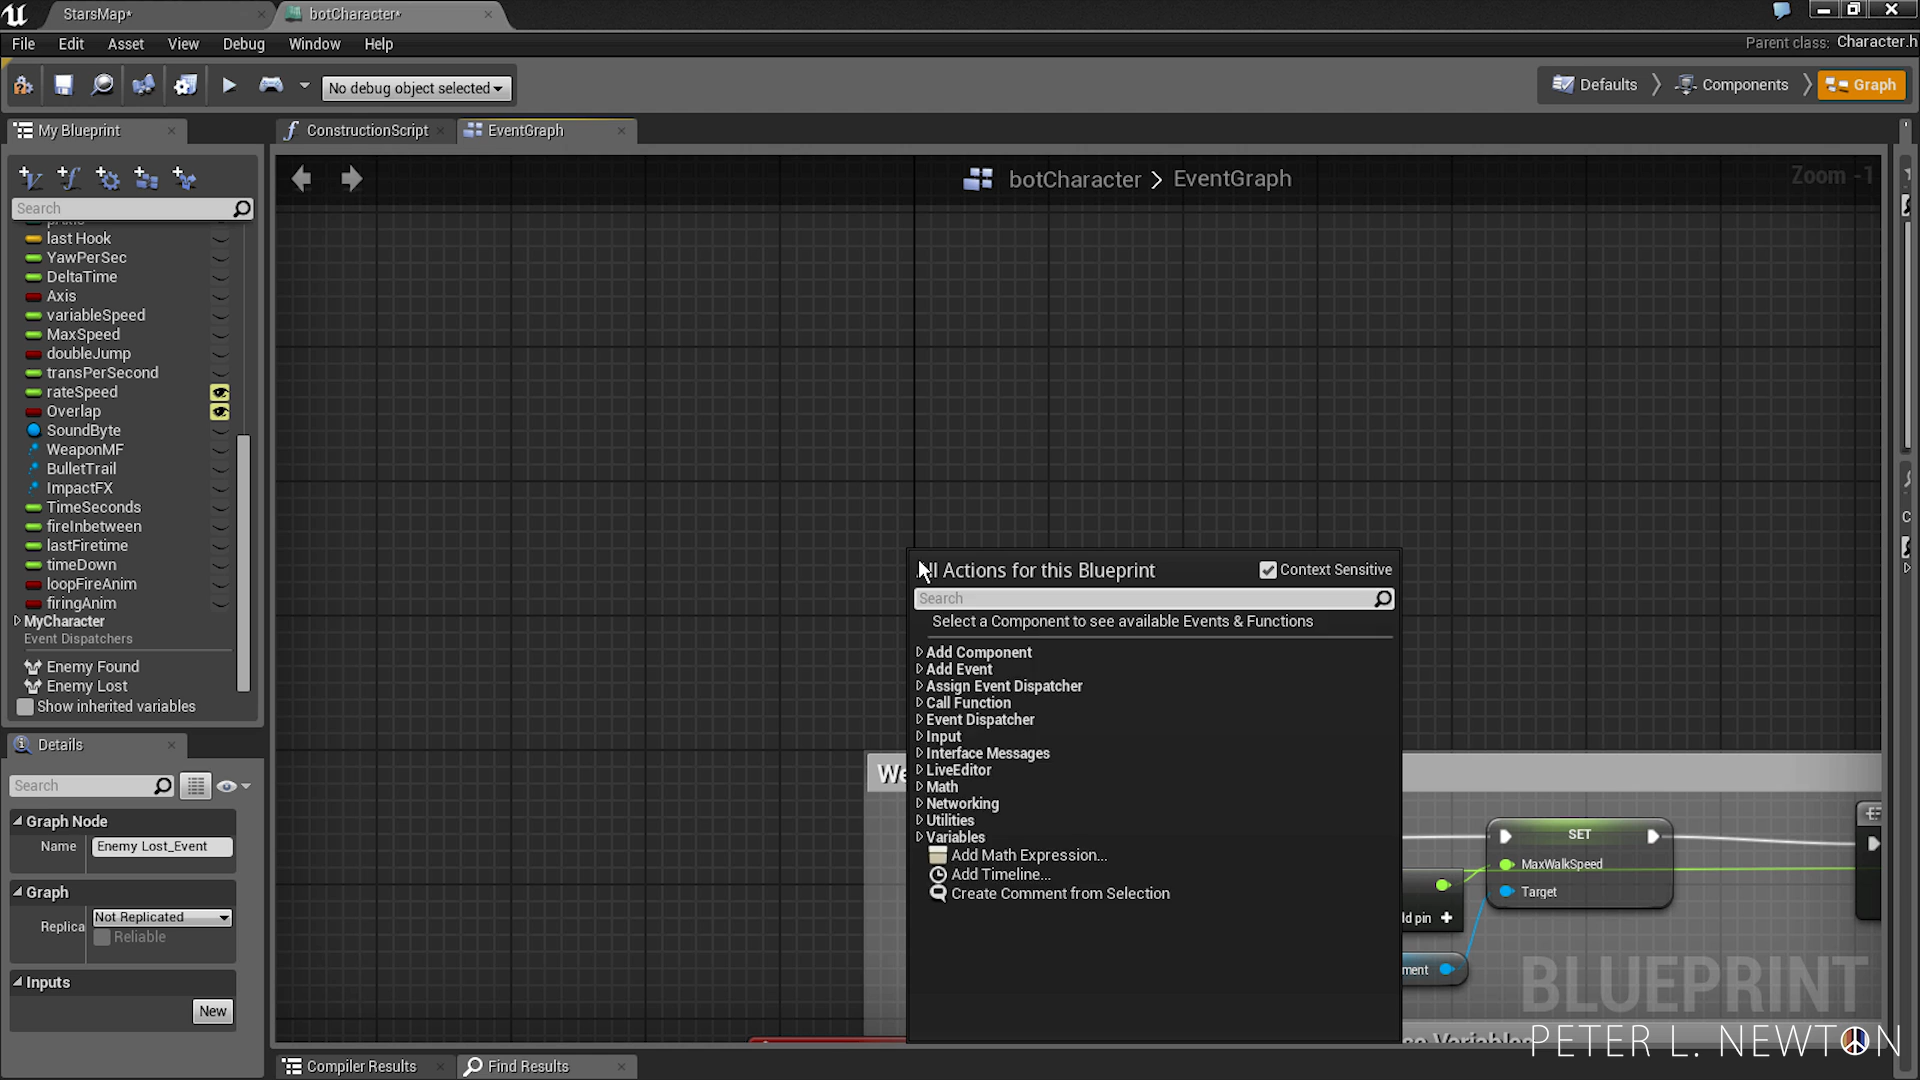 StarsMap*
botCharacter*
File Edit Asset View Debug Window Help
Parent class: Character.h
No debug object selected
Defaults
Components
Graph
My Blueprint
ConstructionScript
EventGraph
botCharacter > EventGraph
Zoom -1
Search
last Hook
YawPerSec
DeltaTime
Axis
variableSpeed
MaxSpeed
doubleJump
transPerSecond
rateSpeed
Overlap
SoundByte
WeaponMF
BulletTrail
ImpactFX
TimeSeconds
fireInbetween
lastFiretime
timeDown
loopFireAnim
firingAnim
MyCharacter
Event Dispatchers
Enemy Found
Enemy Lost
Show inherited variables
Details
Search
Graph Node
Name Enemy Lost_Event
Graph
Replica Not Replicated
Reliable
Inputs
New
ll Actions for this Blueprint
Context Sensitive
Search
Select a Component to see available Events & Functions
Add Component
Add Event
Assign Event Dispatcher
Call Function
Event Dispatcher
Input
Interface Messages
LiveEditor
Math
Networking
Utilities
Variables
Add Math Expression...
Add Timeline...
Create Comment from Selection
We
SET
MaxWalkSpeed
Target
ld pin +
ment
BLUEPRINT
Variables
PETER L. NEWTON
Compiler Results
Find Results